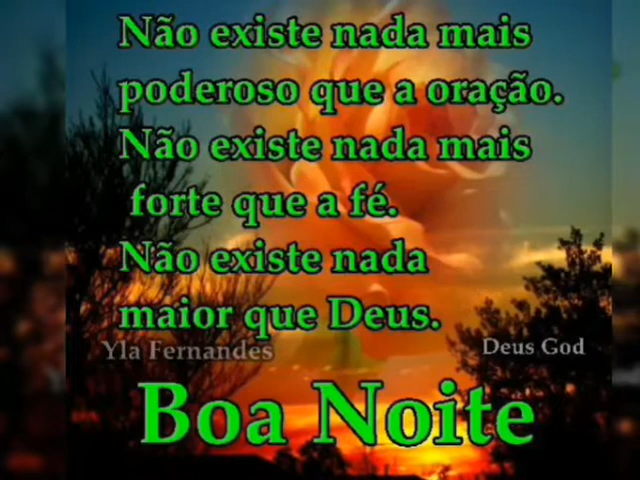 Não existe nada mais
poderoso que a oração.
Não existe nada mais
forte que a fé.
Não existe nada
maior que Deus.
Yla Fernandes
Deus God
Boa Noite